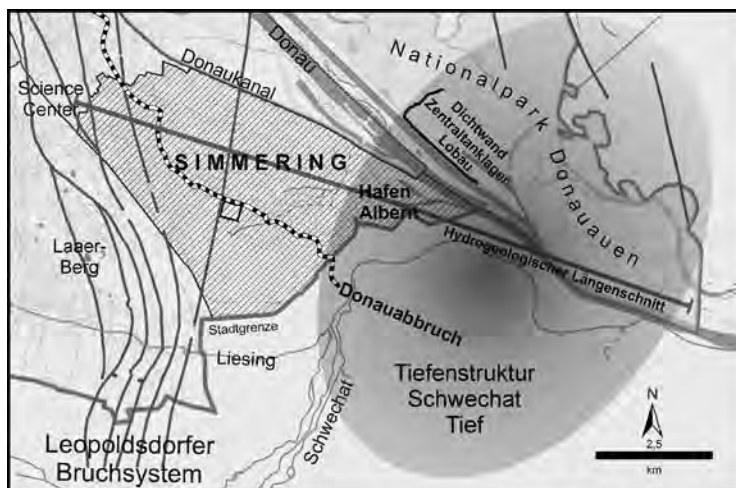 Nationalpark Donauauen
Donau
Donaukanal
Science
Center
Dichtwand
Zentraltanklager
Lobau
SIMMERING
Hafen
Albern
Laaer-
Berg
Hydrogeologischer Längenschnitt
Donauabbruch
Stadtgrenze
Liesing
Schwechat
Tiefenstruktur
Schwechat
Tief
Leopoldsdorfer
Bruchsystem
N
2,5
km